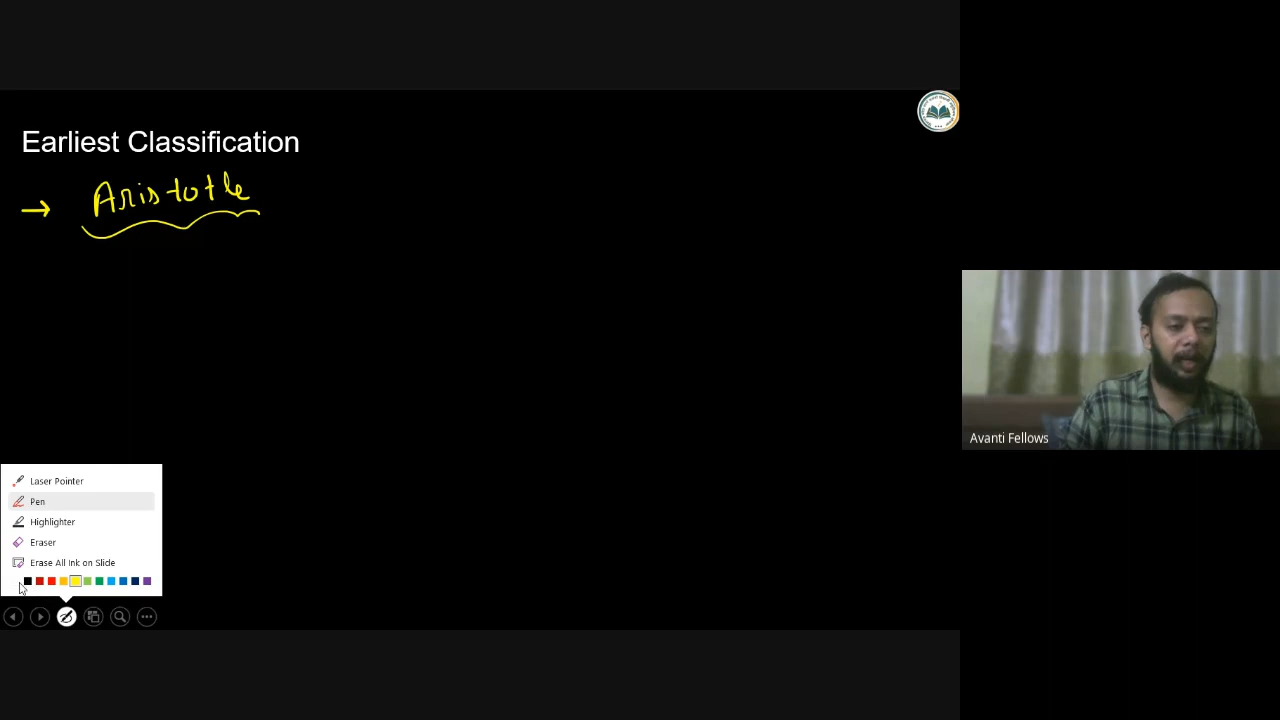 Earliest Classification
→ Aristotle
Avanti Fellows
Laser Pointer
Pen
Highlighter
Eraser
Erase All Ink on Slide